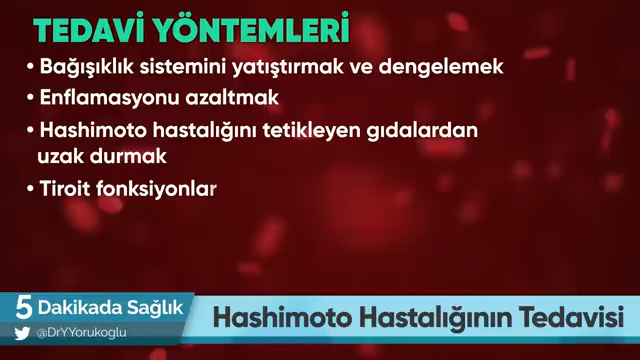 TEDAVİ YÖNTEMLERİ
• Bağışıklık sistemini yatıştırmak ve dengelemek
• Enflamasyonu azaltmak
• Hashimoto hastalığını tetikleyen gıdalardan
uzak durmak
• Tiroit fonksiyonlar
5 Dakikada Sağlık
@DrYYorukoglu
Hashimoto Hastalığının Tedavisi